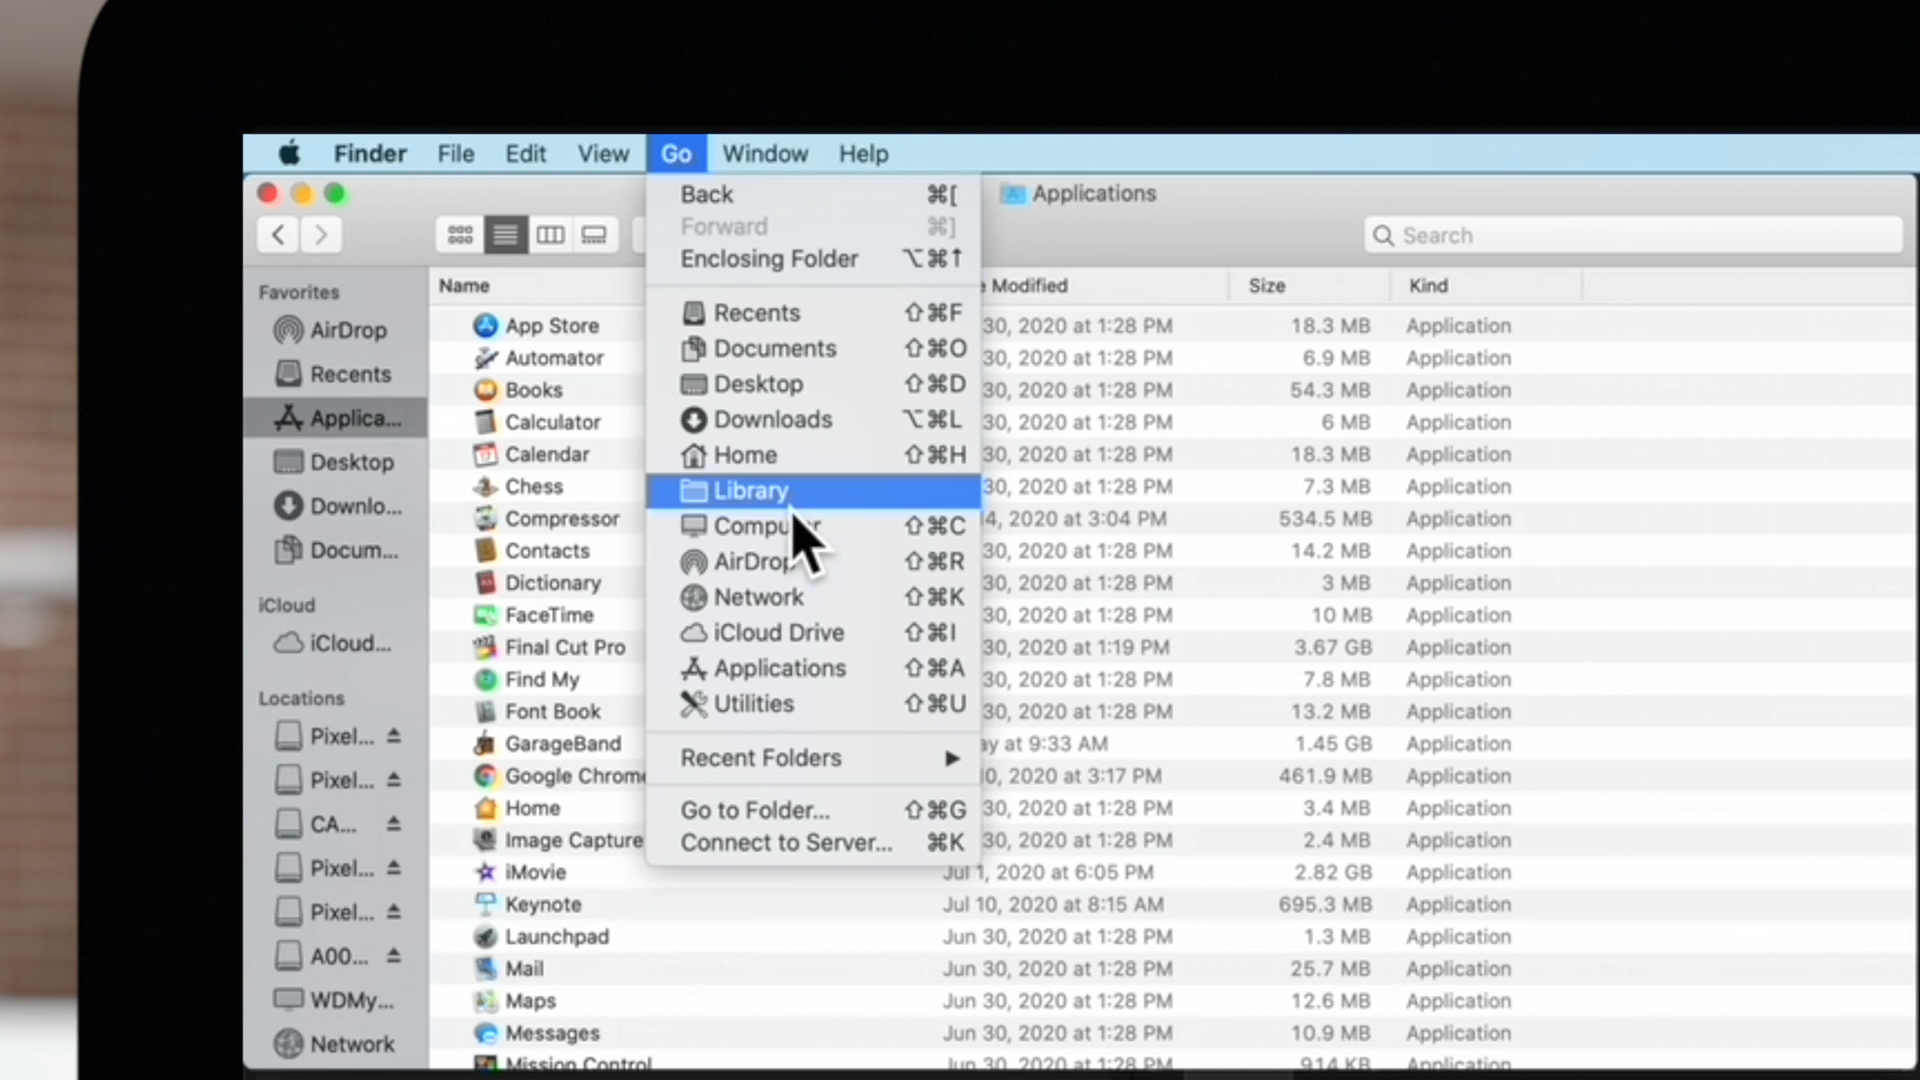 Finder File Edit View Go Window Help
Applications
Search
Favorites
AirDrop
Recents
Applica...
Desktop
Downlo...
Docum...
iCloud
iCloud...
Locations
Pixel...
Pixel...
CA...
Pixel...
Pixel...
A00...
WDMy...
Network
Back ⌘[
Forward ⌘]
Enclosing Folder ⌥⌘↑
Recents ⇧⌘F
Documents ⇧⌘O
Desktop ⇧⌘D
Downloads ⌥⌘L
Home ⇧⌘H
Library
Computer ⇧⌘C
AirDrop ⇧⌘R
Network ⇧⌘K
iCloud Drive ⇧⌘I
Applications ⇧⌘A
Utilities ⇧⌘U
Recent Folders
Go to Folder... ⇧⌘G
Connect to Server... ⌘K
Name Modified Size Kind
App Store 30, 2020 at 1:28 PM 18.3 MB Application
Automator 30, 2020 at 1:28 PM 6.9 MB Application
Books 30, 2020 at 1:28 PM 54.3 MB Application
Calculator 30, 2020 at 1:28 PM 6 MB Application
Calendar 30, 2020 at 1:28 PM 18.3 MB Application
Chess 30, 2020 at 1:28 PM 7.3 MB Application
Compressor 4, 2020 at 3:04 PM 534.5 MB Application
Contacts 30, 2020 at 1:28 PM 14.2 MB Application
Dictionary 30, 2020 at 1:28 PM 3 MB Application
FaceTime 30, 2020 at 1:28 PM 10 MB Application
Final Cut Pro 30, 2020 at 1:19 PM 3.67 GB Application
Find My 30, 2020 at 1:28 PM 7.8 MB Application
Font Book 30, 2020 at 1:28 PM 13.2 MB Application
GarageBand at 9:33 AM 1.45 GB Application
Google Chrome 0, 2020 at 3:17 PM 461.9 MB Application
Home 30, 2020 at 1:28 PM 3.4 MB Application
Image Capture 30, 2020 at 1:28 PM 2.4 MB Application
iMovie Jul 1, 2020 at 6:05 PM 2.82 GB Application
Keynote Jul 10, 2020 at 8:15 AM 695.3 MB Application
Launchpad Jun 30, 2020 at 1:28 PM 1.3 MB Application
Mail Jun 30, 2020 at 1:28 PM 25.7 MB Application
Maps Jun 30, 2020 at 1:28 PM 12.6 MB Application
Messages Jun 30, 2020 at 1:28 PM 10.9 MB Application
Mission Control Jun 30, 2020 at 1:28 PM 914 KB Application